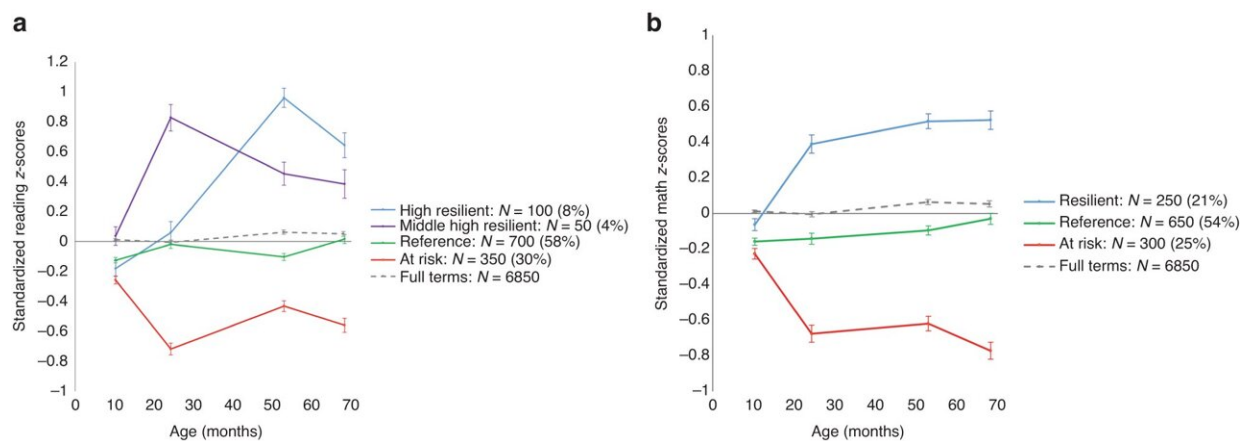 a
1.2
1
0.8
0.6
0.4
0.2
0
–0.2
–0.4
–0.6
–0.8
–1
0
10
20
30
40
50
60
70
Standardized reading z-scores
Age (months)
High resilient: N = 100 (8%)
Middle high resilient: N = 50 (4%)
Reference: N = 700 (58%)
At risk: N = 350 (30%)
Full terms: N = 6850
b
1
0.8
0.6
0.4
0.2
0
–0.2
–0.4
–0.6
–0.8
–1
0
10
20
30
40
50
60
70
Standardized math z-scores
Age (months)
Resilient: N = 250 (21%)
Reference: N = 650 (54%)
At risk: N = 300 (25%)
Full terms: N = 6850